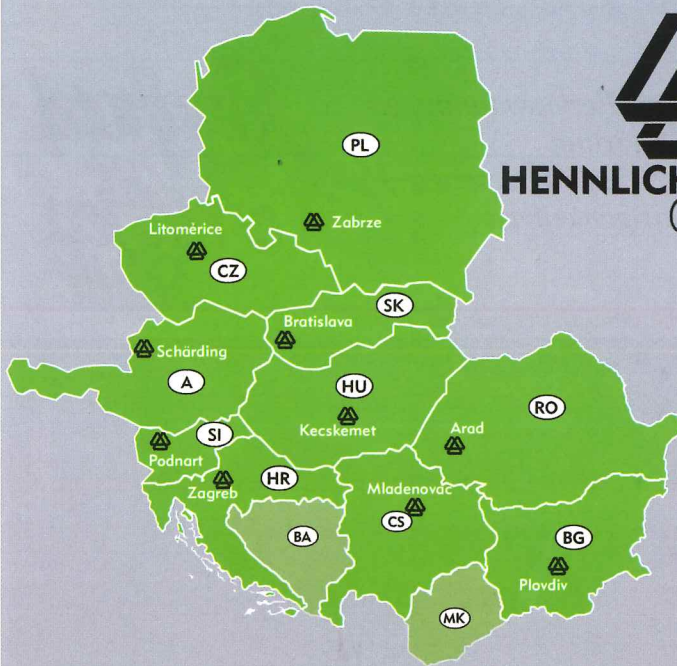 PL
HENNLICH
Zabrze
Litomèrice
CZ
SK
Bratislava
Schärding
A
HU
Kecskemet
RO
Arad
SI
Podnart
HR
Zagreb
Mladenovac
CS
BA
BG
Plovdiv
MK